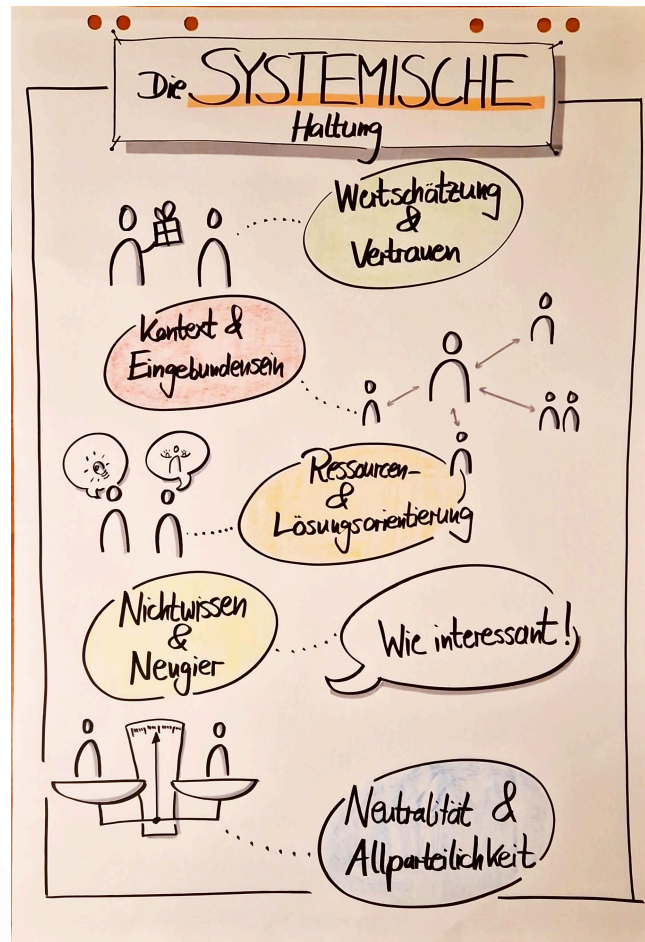 Die SYSTEMISCHE
Haltung
Wertschätzung
&
Vertrauen
Kontext &
Eingebundensein
Ressourcen-
&
Lösungsorientierung
Nichtwissen
&
Neugier
Wie interessant!
Neutralität &
Allparteilichkeit